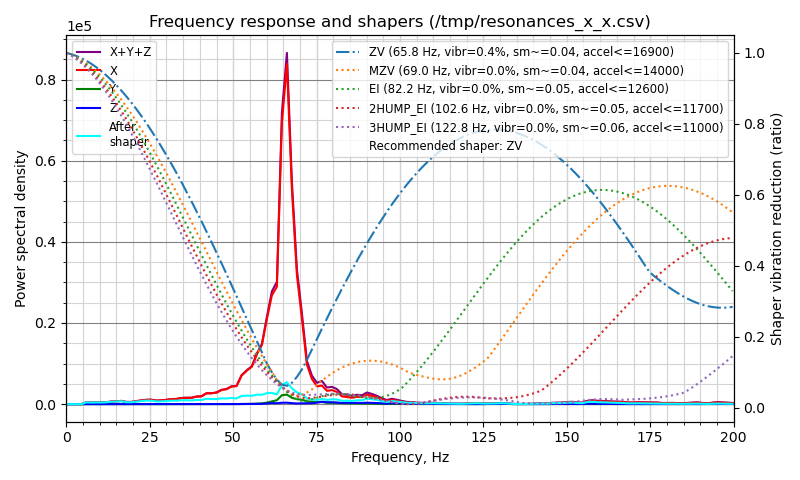 Frequency response and shapers (/tmp/resonances_x_x.csv)
1e5
X+Y+Z
X
Y
Z
After
shaper
ZV (65.8 Hz, vibr=0.4%, sm~=0.04, accel<=16900)
MZV (69.0 Hz, vibr=0.0%, sm~=0.04, accel<=14000)
EI (82.2 Hz, vibr=0.0%, sm~=0.05, accel<=12600)
2HUMP_EI (102.6 Hz, vibr=0.0%, sm~=0.05, accel<=11700)
3HUMP_EI (122.8 Hz, vibr=0.0%, sm~=0.06, accel<=11000)
Recommended shaper: ZV
Power spectral density
0.8
0.6
0.4
0.2
0.0
1.0
0.8
0.6
0.4
0.2
0.0
Shaper vibration reduction (ratio)
0 25 50 75 100 125 150 175 200
Frequency, Hz